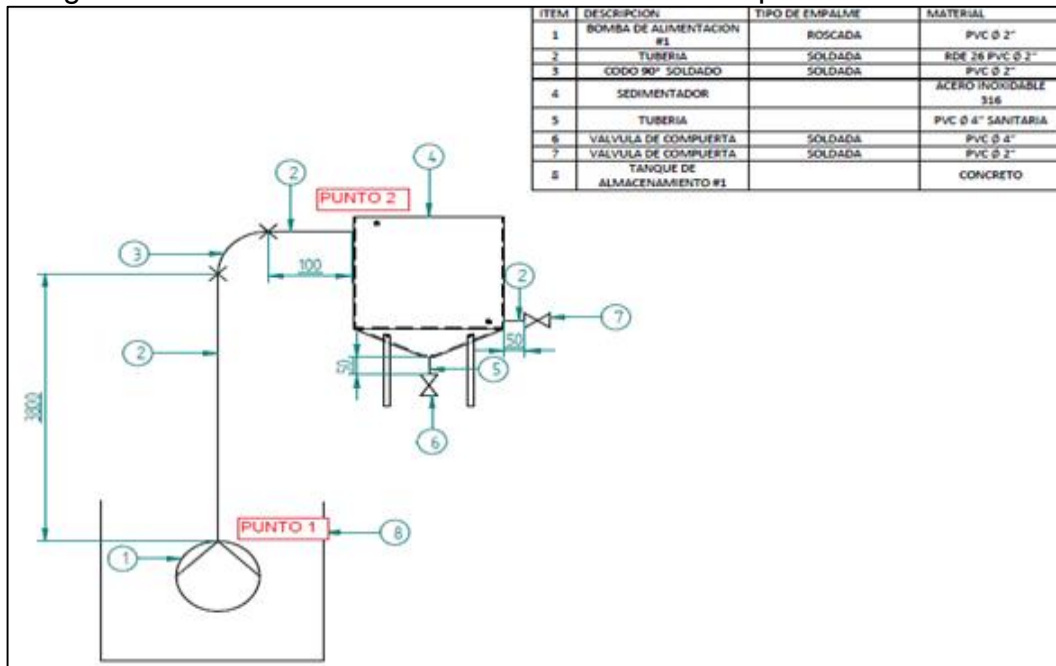 ITEM DESCRIPCION TIPO DE EMPALME MATERIAL
1 BOMBA DE ALIMENTACION #1 ROSCADA PVC Ø 2"
2 TUBERIA SOLDADA RDE 26 PVC Ø 2"
3 CODO 90° SOLDADO SOLDADA PVC Ø 2"
4 SEDIMENTADOR ACERO INOXIDABLE 316
5 TUBERIA PVC Ø 4" SANITARIA
6 VALVULA DE COMPUERTA SOLDADA PVC Ø 4"
7 VALVULA DE COMPUERTA SOLDADA PVC Ø 2"
8 TANQUE DE ALMACENAMIENTO #1 CONCRETO
4
2
PUNTO 2
3
100
2
7
50
2
50
5
3800
6
PUNTO 1
8
1